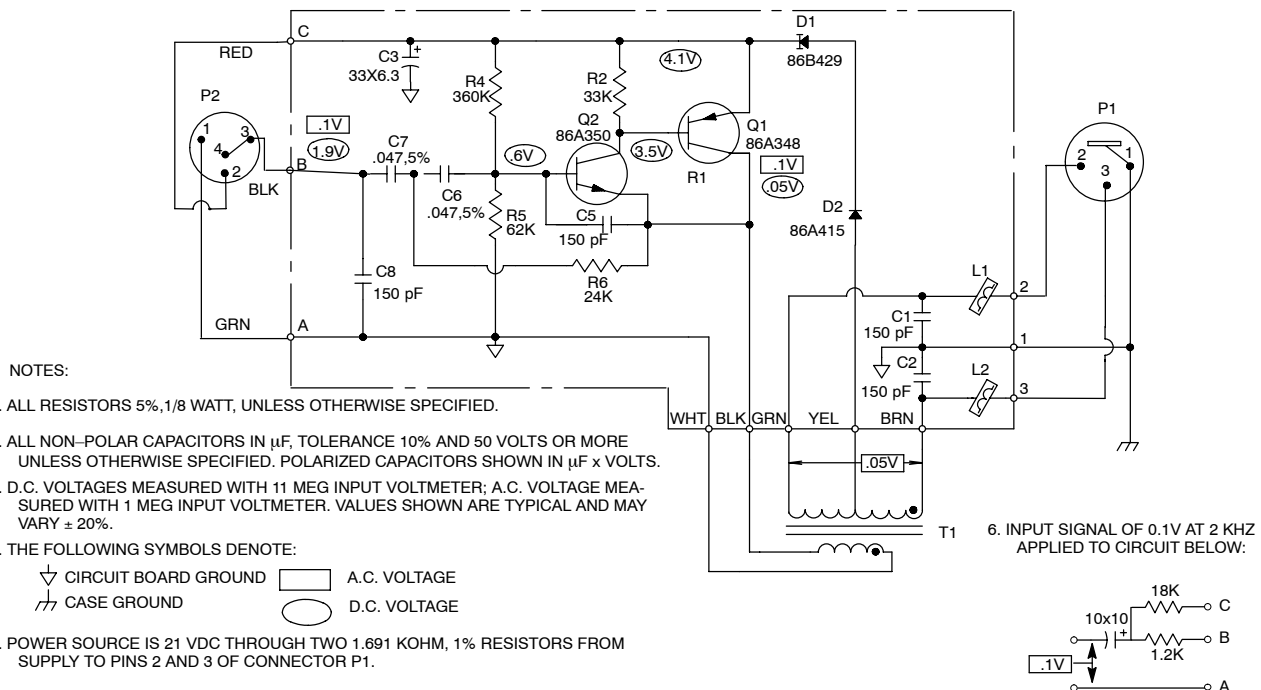 C
RED
C3
+
33X6.3
R4
360K
R2
33K
4.1V
D1
86B429
P2
1
3
4
2
P1
2
1
3
.1V
1.9V
C7
.047,5%
.6V
Q2
86A350
3.5V
Q1
86A348
R1
.1V
.05V
B
BLK
C6
.047,5%
R5
62K
C5
150 pF
D2
86A415
C8
150 pF
R6
24K
L1
2
C1
150 pF
GRN
A
1
C2
150 pF
L2
3
WHT BLK GRN YEL BRN
.05V
T1
NOTES:
. ALL RESISTORS 5%,1/8 WATT, UNLESS OTHERWISE SPECIFIED.
. ALL NON–POLAR CAPACITORS IN µF, TOLERANCE 10% AND 50 VOLTS OR MORE
UNLESS OTHERWISE SPECIFIED. POLARIZED CAPACITORS SHOWN IN µF x VOLTS.
. D.C. VOLTAGES MEASURED WITH 11 MEG INPUT VOLTMETER; A.C. VOLTAGE MEA-
SURED WITH 1 MEG INPUT VOLTMETER. VALUES SHOWN ARE TYPICAL AND MAY
VARY ± 20%.
. THE FOLLOWING SYMBOLS DENOTE:
CIRCUIT BOARD GROUND
A.C. VOLTAGE
CASE GROUND
D.C. VOLTAGE
. POWER SOURCE IS 21 VDC THROUGH TWO 1.691 KOHM, 1% RESISTORS FROM
SUPPLY TO PINS 2 AND 3 OF CONNECTOR P1.
6. INPUT SIGNAL OF 0.1V AT 2 KHZ
APPLIED TO CIRCUIT BELOW:
18K
C
10x10
+
B
1.2K
.1V
A